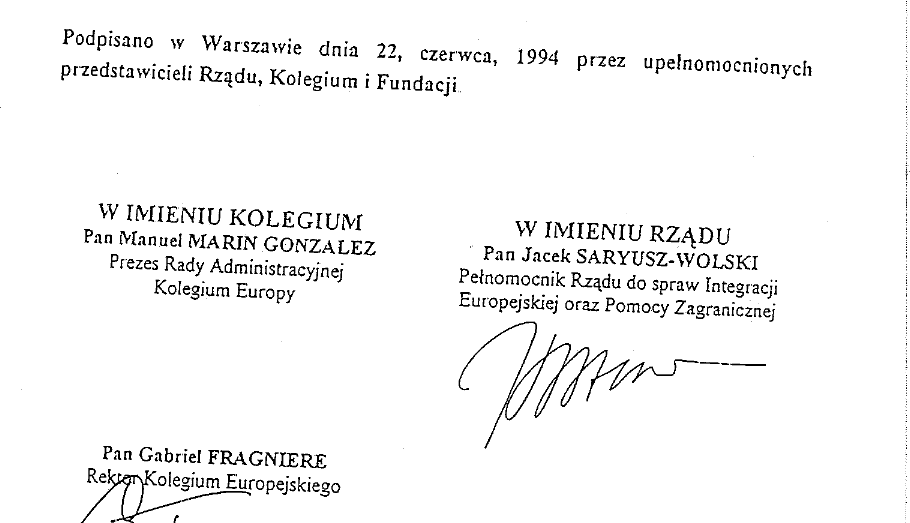 Podpisano w Warszawie dnia 22, czerwca, 1994 przez upełnomocnionych
przedstawicieli Rządu, Kolegium i Fundacji
W IMIENIU KOLEGIUM
Pan Manuel MARIN GONZALEZ
Prezes Rady Administracyjnej
Kolegium Europy
W IMIENIU RZĄDU
Pan Jacek SARYUSZ-WOLSKI
Pełnomocnik Rządu do spraw Integracji
Europejskiej oraz Pomocy Zagranicznej
Pan Gabriel FRAGNIERE
Rektor Kolegium Europejskiego